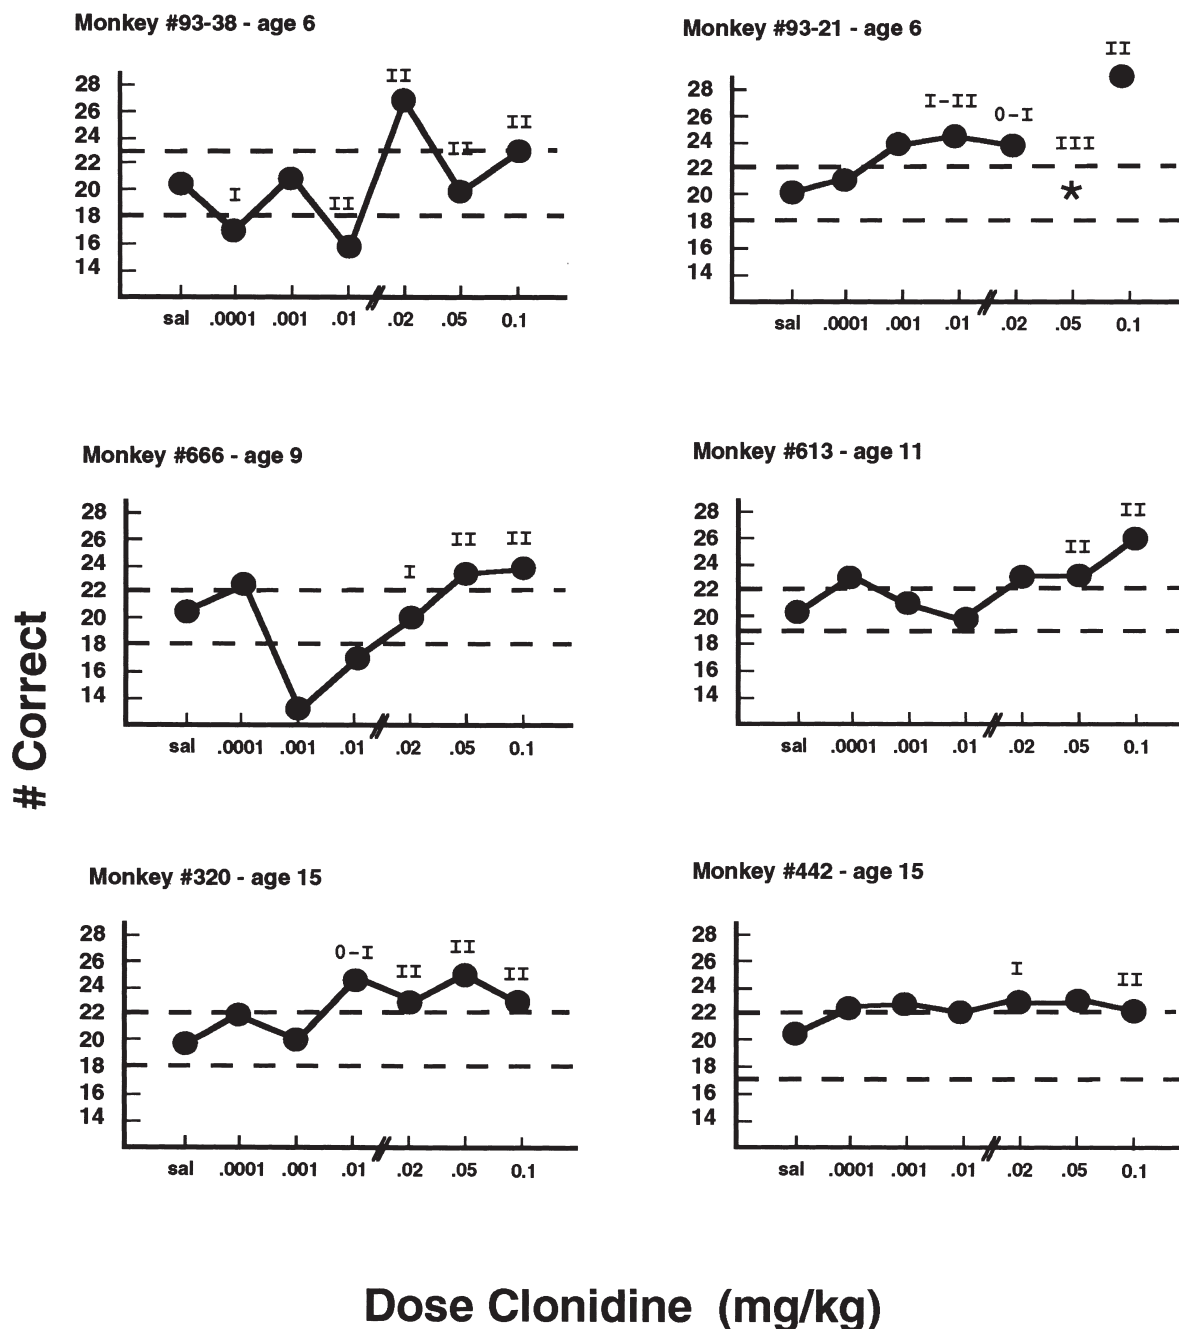 Monkey #93-38 - age 6
28
26
24
22
20
18
16
14
II
II
II
I
II
sal .0001 .001 .01 .02 .05 0.1
Monkey #93-21 - age 6
28
26
24
22
20
18
16
14
II
I-II
0-I
III
*
sal .0001 .001 .01 .02 .05 0.1
Monkey #666 - age 9
28
26
24
22
20
18
16
14
I
II
II
sal .0001 .001 .01 .02 .05 0.1
Monkey #613 - age 11
28
26
24
22
20
18
16
14
II
II
sal .0001 .001 .01 .02 .05 0.1
Monkey #320 - age 15
28
26
24
22
20
18
16
14
0-I
II
II
II
sal .0001 .001 .01 .02 .05 0.1
Monkey #442 - age 15
28
26
24
22
20
18
16
14
I
II
sal .0001 .001 .01 .02 .05 0.1
# Correct
Dose Clonidine (mg/kg)